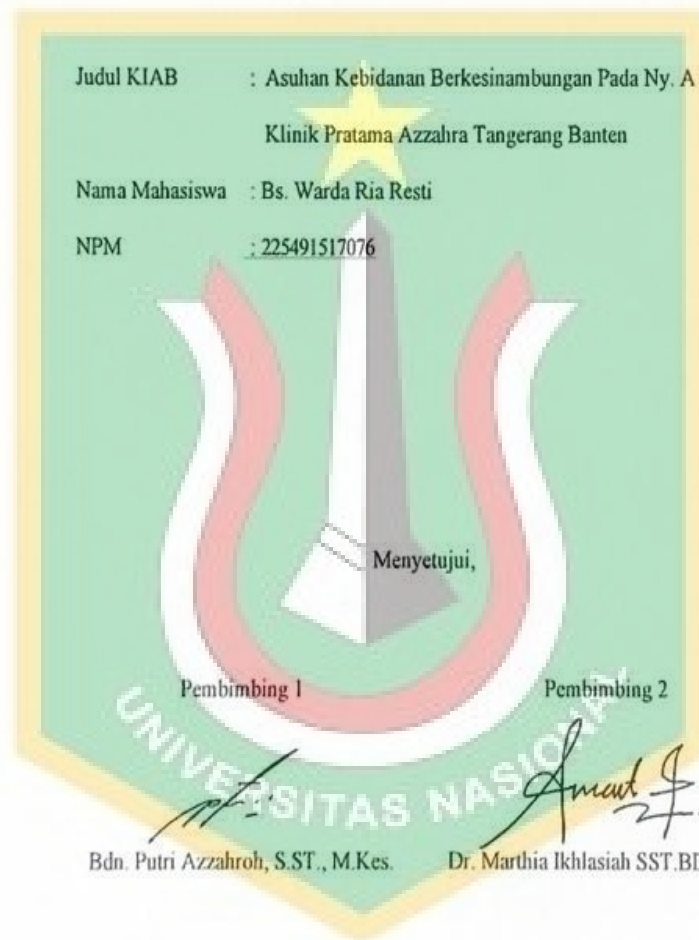 Judul KIAB : Asuhan Kebidanan Berkesinambungan Pada Ny. A
Klinik Pratama Azzahra Tangerang Banten
Nama Mahasiswa : Bs. Warda Ria Resti
NPM : 225491517076
Menyetujui,
Pembimbing 1 Pembimbing 2
UNIVERSITAS NASIONAL
Bdn. Putri Azzahroh, S.ST., M.Kes. Dr. Marthia Ikhlasiah SST.BD